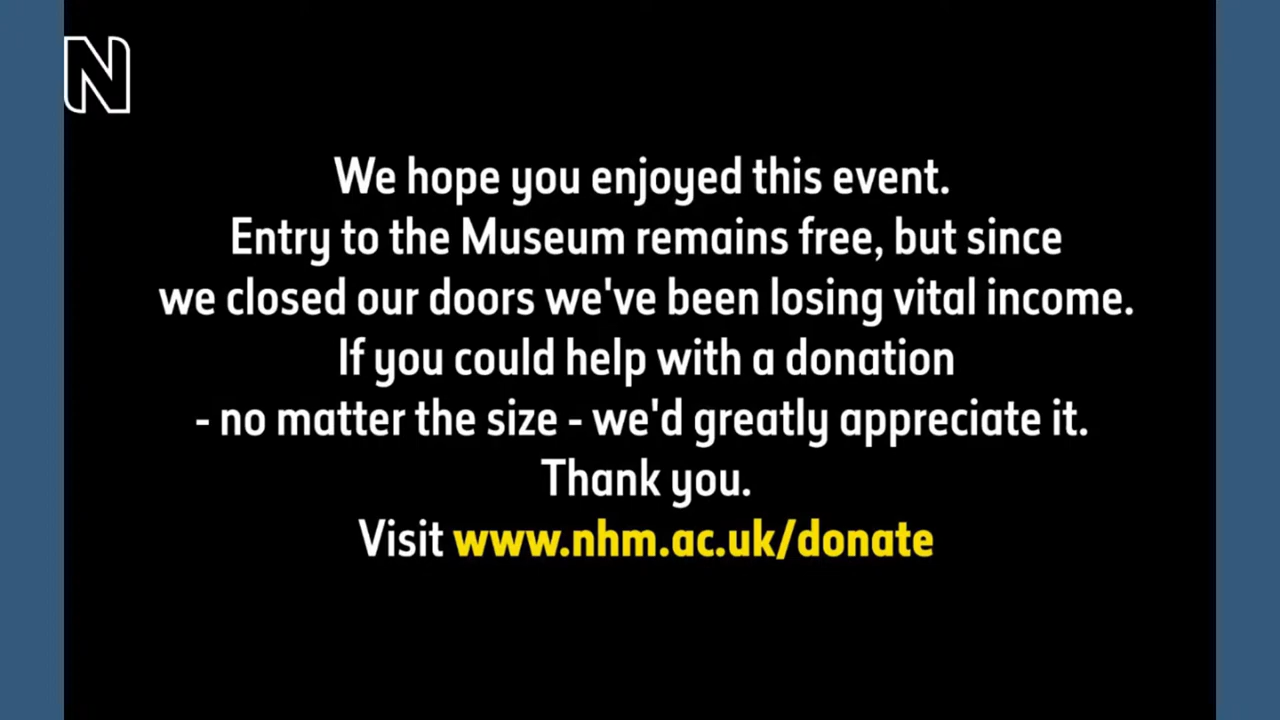 N
We hope you enjoyed this event.
Entry to the Museum remains free, but since
we closed our doors we've been losing vital income.
If you could help with a donation
- no matter the size - we'd greatly appreciate it.
Thank you.
Visit www.nhm.ac.uk/donate